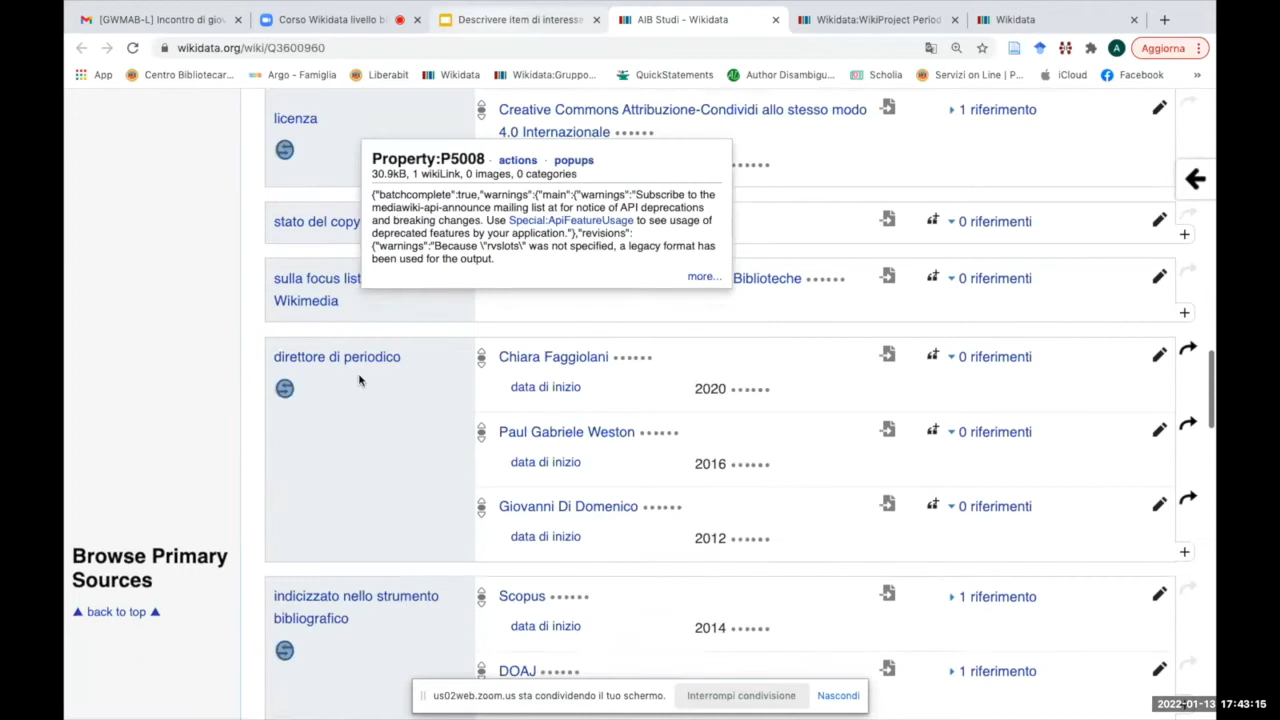 [GWMAB-L] Incontro di giov
Corso Wikidata livello b
Descrivere item di interesse
AIB Studi - Wikidata
Wikidata:WikiProject Period
Wikidata
wikidata.org/wiki/Q3600960
A
Aggiorna
App
Centro Bibliotecar...
Argo - Famiglia
Liberabit
Wikidata
Wikidata:Gruppo...
QuickStatements
Author Disambigu...
Scholia
Servizi on Line | P...
iCloud
Facebook
»
licenza
Creative Commons Attribuzione-Condividi allo stesso modo
4.0 Internazionale
1 riferimento
Property:P5008 · actions · popups
30.9kB, 1 wikiLink, 0 images, 0 categories
{"batchcomplete":true,"warnings":{"main":{"warnings":"Subscribe to the
mediawiki-api-announce mailing list at for notice of API deprecations
and breaking changes. Use Special:ApiFeatureUsage to see usage of
deprecated features by your application."},"revisions":
{"warnings":"Because \"rvslots\" was not specified, a legacy format has
been used for the output.
more...
stato del copy
0 riferimenti
sulla focus list
Wikimedia
Biblioteche
0 riferimenti
direttore di periodico
Chiara Faggiolani
0 riferimenti
data di inizio
2020
Paul Gabriele Weston
0 riferimenti
data di inizio
2016
Giovanni Di Domenico
0 riferimenti
data di inizio
2012
Browse Primary
Sources
▲ back to top ▲
indicizzato nello strumento
bibliografico
Scopus
1 riferimento
data di inizio
2014
DOAJ
1 riferimento
us02web.zoom.us sta condividendo il tuo schermo.
Interrompi condivisione
Nascondi
2022-01-13 17:43:15